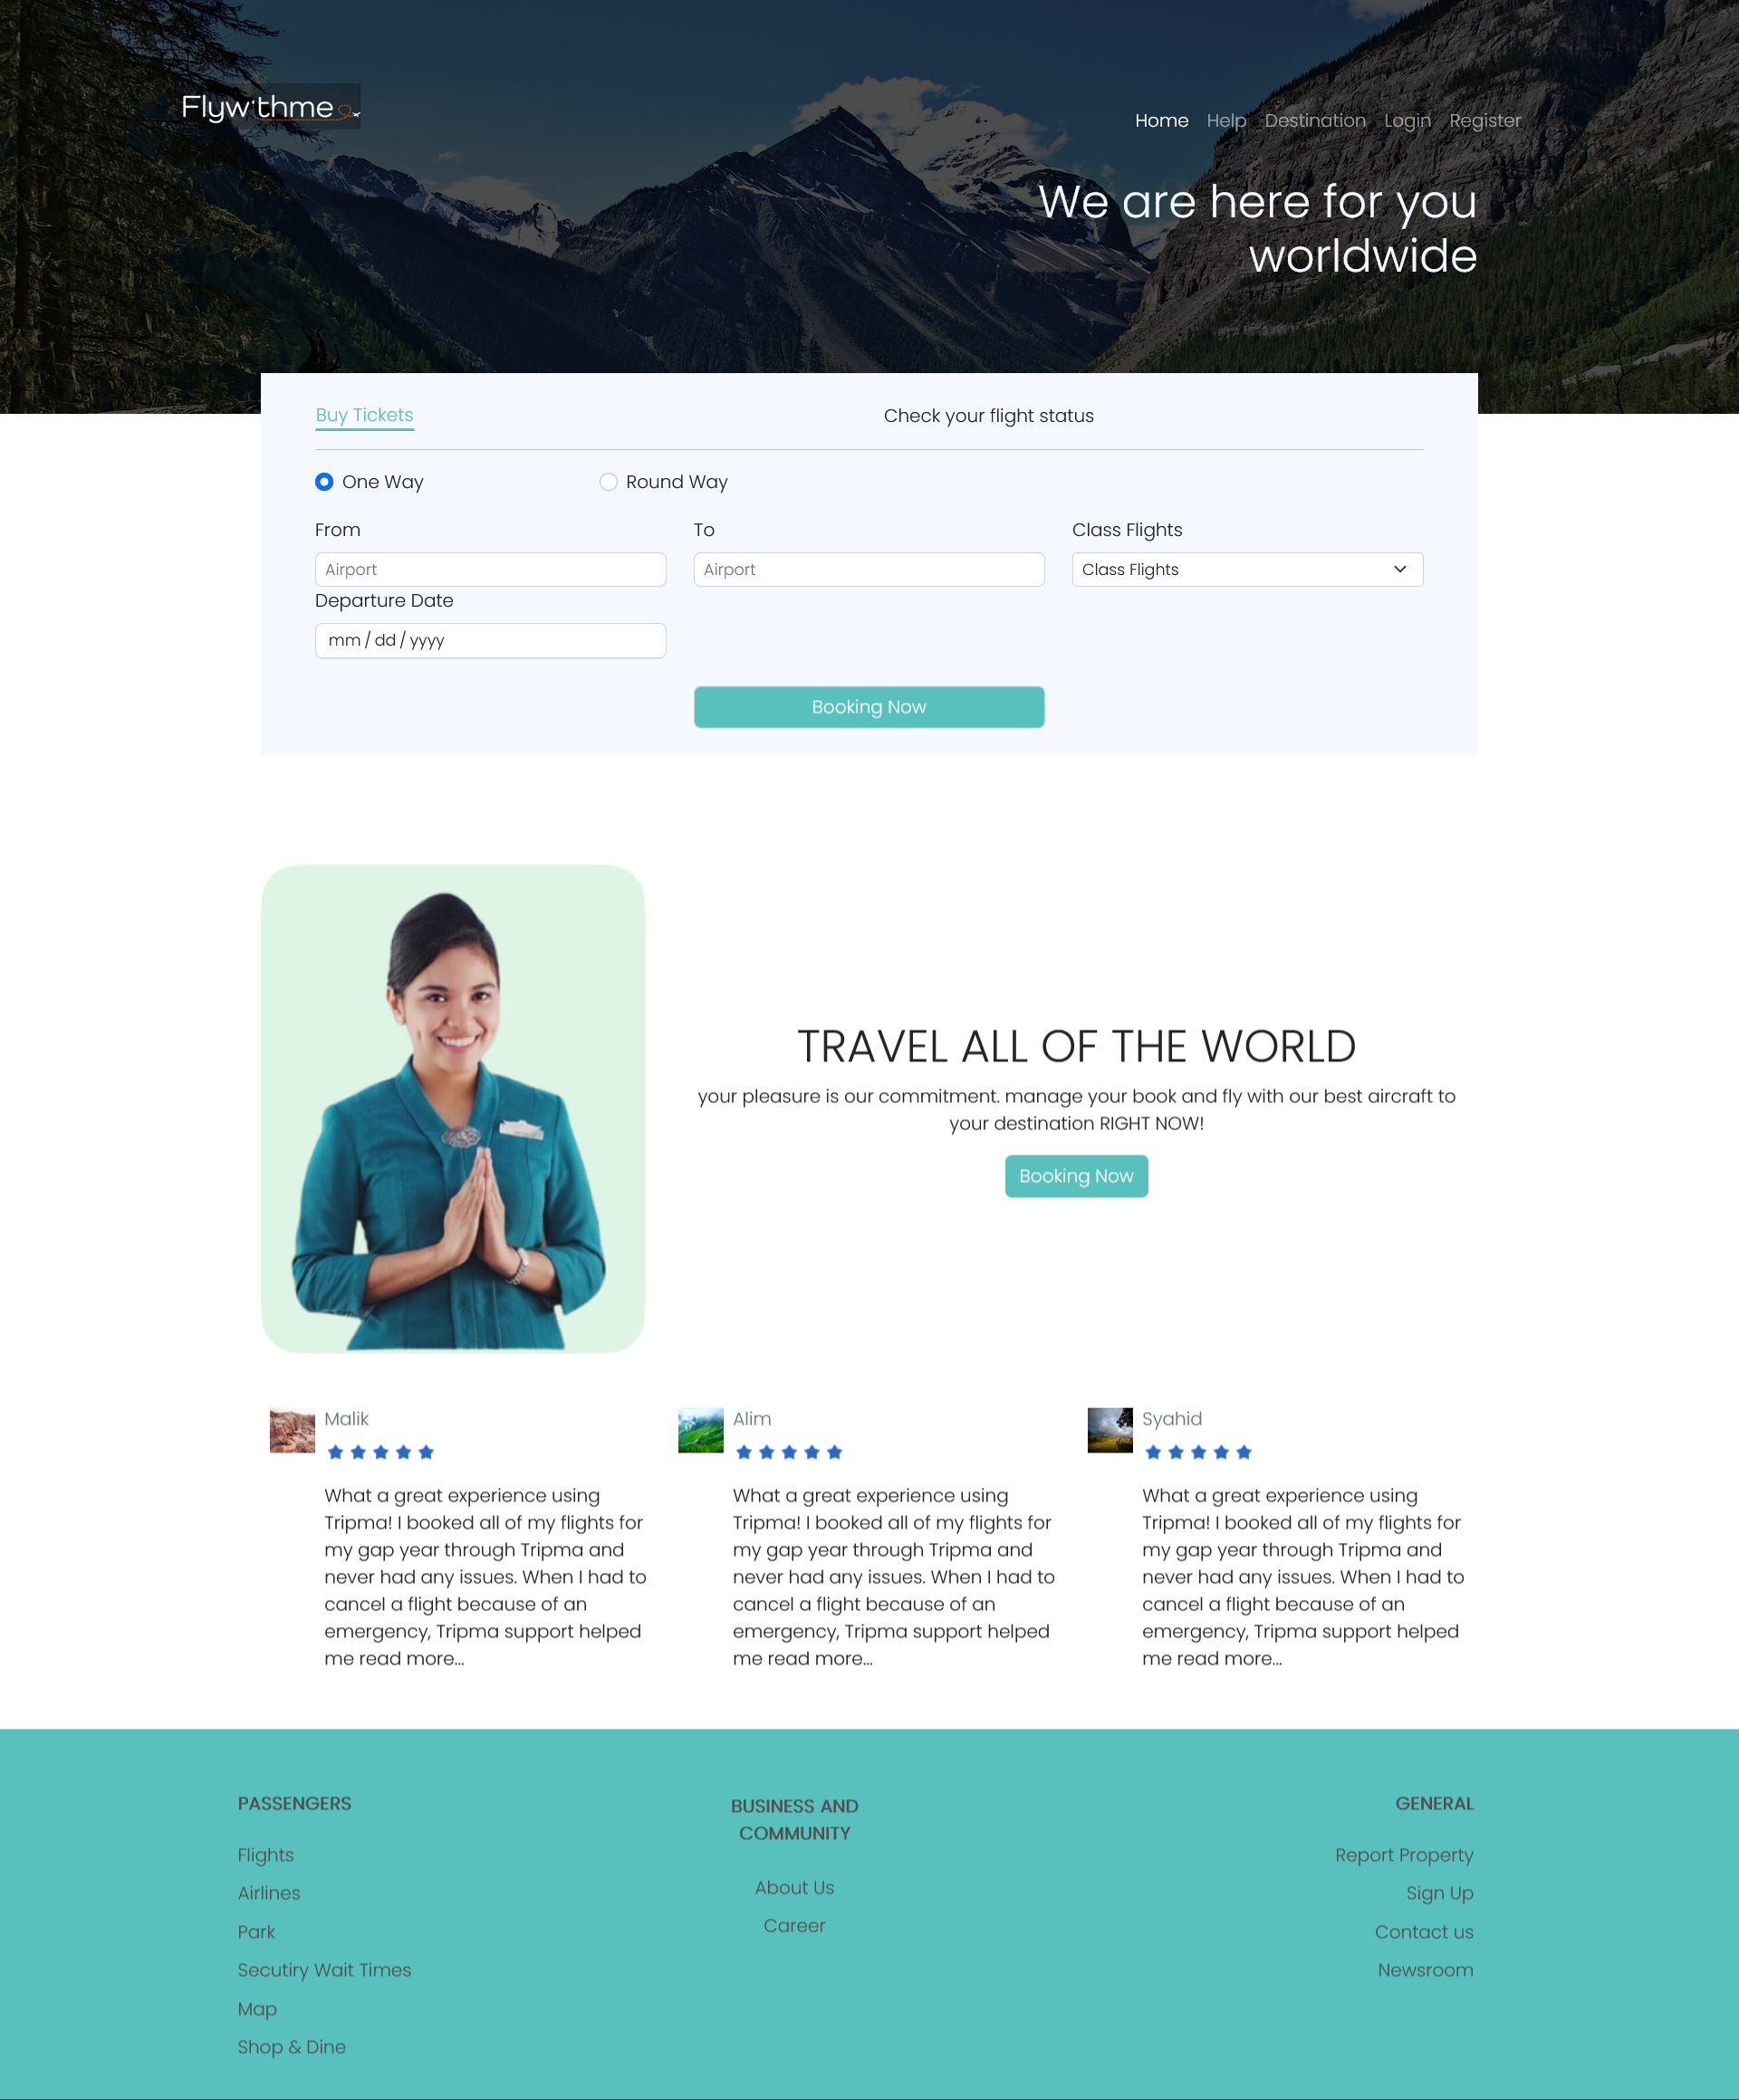 Flywithme
Home Help Destination Login Register
We are here for you
worldwide
Buy Tickets
Check your flight status
One Way
Round Way
From
To
Class Flights
Airport
Airport
Class Flights
Departure Date
mm / dd / yyyy
Booking Now
TRAVEL ALL OF THE WORLD
your pleasure is our commitment. manage your book and fly with our best aircraft to
your destination RIGHT NOW!
Booking Now
Malik
What a great experience using
Tripma! I booked all of my flights for
my gap year through Tripma and
never had any issues. When I had to
cancel a flight because of an
emergency, Tripma support helped
me read more...
Alim
What a great experience using
Tripma! I booked all of my flights for
my gap year through Tripma and
never had any issues. When I had to
cancel a flight because of an
emergency, Tripma support helped
me read more...
Syahid
What a great experience using
Tripma! I booked all of my flights for
my gap year through Tripma and
never had any issues. When I had to
cancel a flight because of an
emergency, Tripma support helped
me read more...
PASSENGERS
Flights
Airlines
Park
Secutiry Wait Times
Map
Shop & Dine
BUSINESS AND
COMMUNITY
About Us
Career
GENERAL
Report Property
Sign Up
Contact us
Newsroom